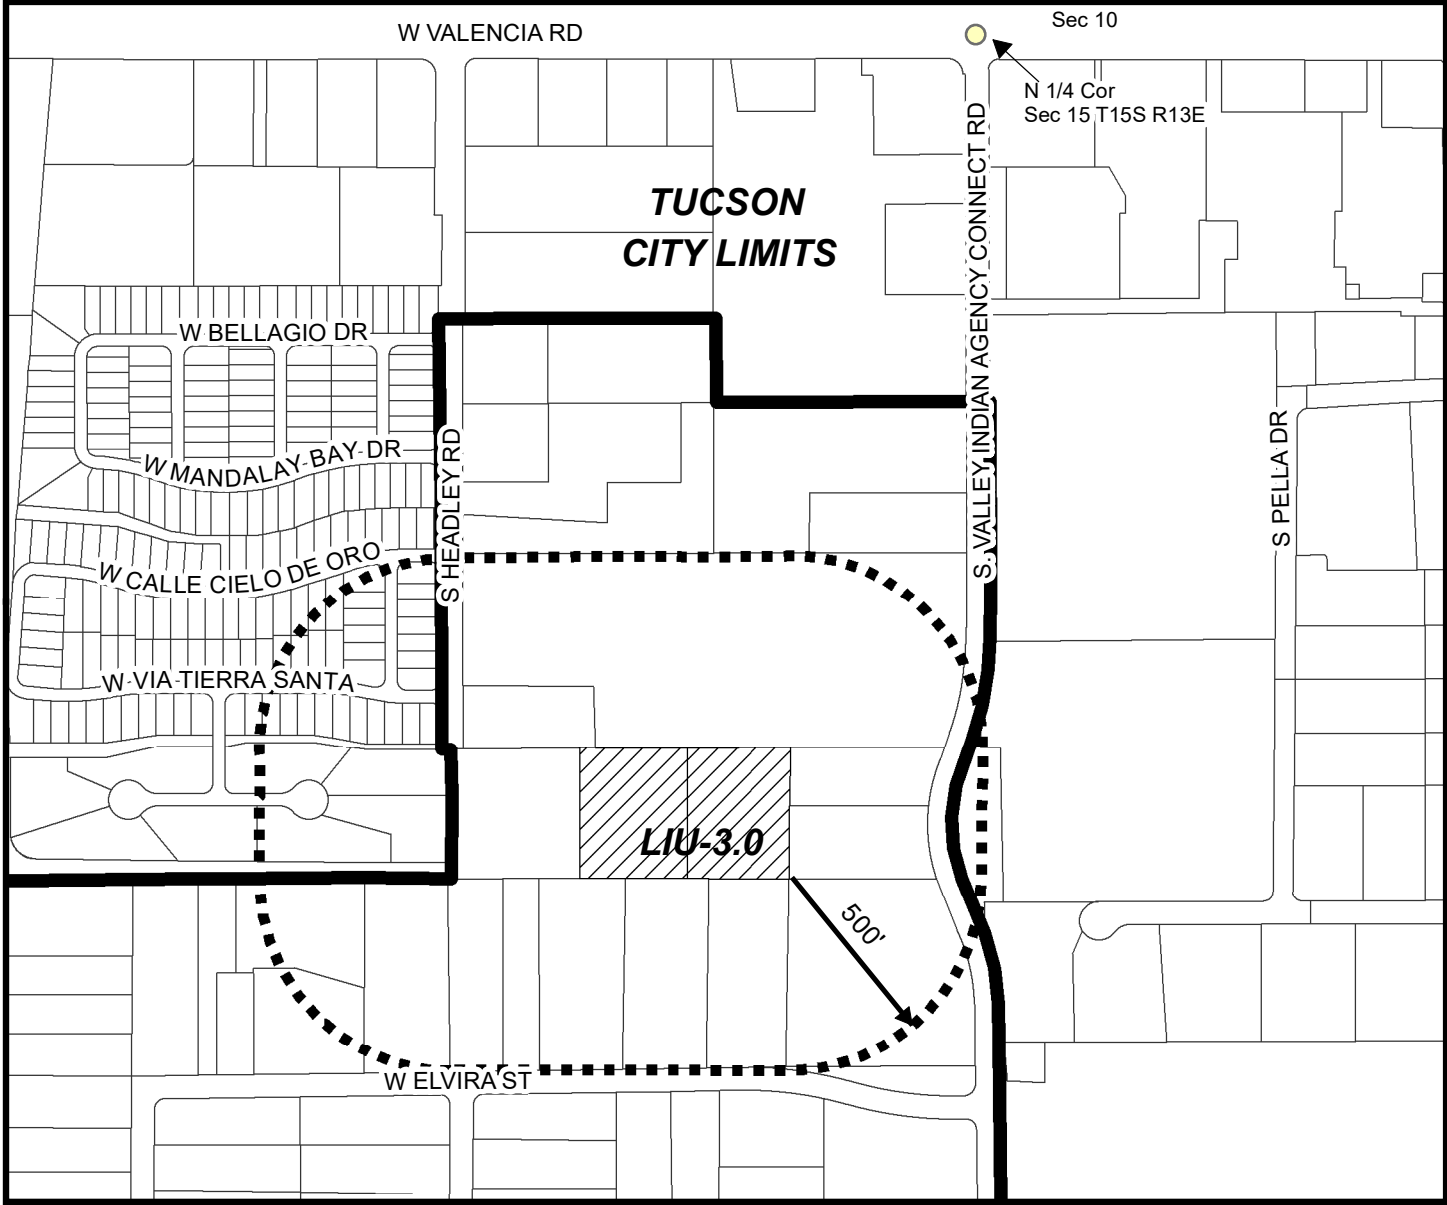 W VALENCIA RD
Sec 10
N 1/4 Cor
Sec 15 T15S R13E
TUCSON
CITY LIMITS
S. VALLEY INDIAN AGENCY CONNECT RD
W BELLAGIO DR
W MANDALAY BAY DR
S HEADLEY RD
S PELLA DR
W CALLE CIELO DE ORO
W VIA TIERRA SANTA
LIU-3.0
500'
W ELVIRA ST